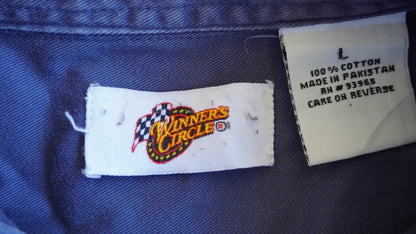 WINNER'S
CIRCLE ®
L
100% COTTON
MADE IN PAKISTAN
RN # 93965
CARE ON REVERSE